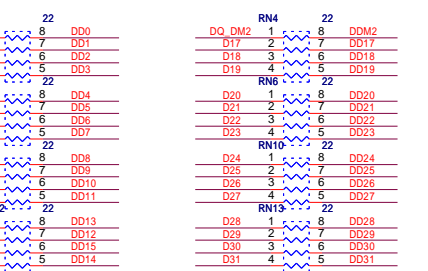 22 RN4 22
8 DD0 DQ_DM2 1 8 DDM2
7 DD1 D17 2 7 DD17
6 DD2 D18 3 6 DD18
5 DD3 D19 4 5 DD19
22 RN6 22
8 DD4 D20 1 8 DD20
7 DD5 D21 2 7 DD21
6 DD6 D22 3 6 DD22
5 DD7 D23 4 5 DD23
22 RN10 22
8 DD8 D24 1 8 DD24
7 DD9 D25 2 7 DD25
6 DD10 D26 3 6 DD26
5 DD11 D27 4 5 DD27
2 22 RN13 22
8 DD13 D28 1 8 DD28
7 DD12 D29 2 7 DD29
6 DD15 D30 3 6 DD30
5 DD14 D31 4 5 DD31